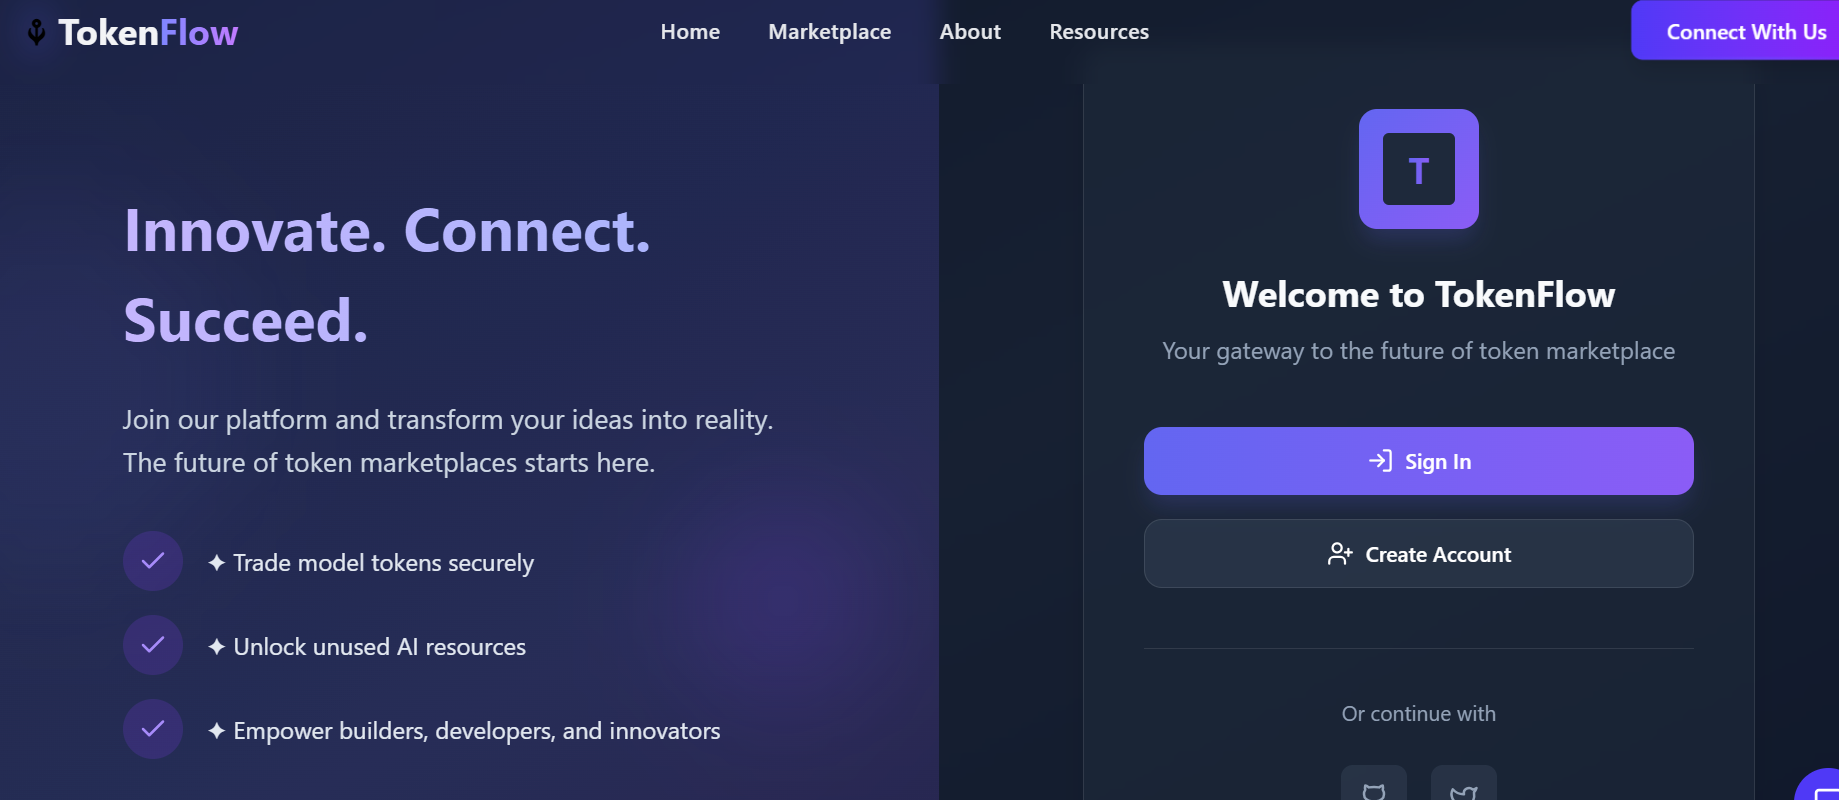 TokenFlow
Home
Marketplace
About
Resources
Connect With Us
Innovate. Connect.
Succeed.
Join our platform and transform your ideas into reality.
The future of token marketplaces starts here.
✦ Trade model tokens securely
✦ Unlock unused AI resources
✦ Empower builders, developers, and innovators
T
Welcome to TokenFlow
Your gateway to the future of token marketplace
Sign In
Create Account
Or continue with